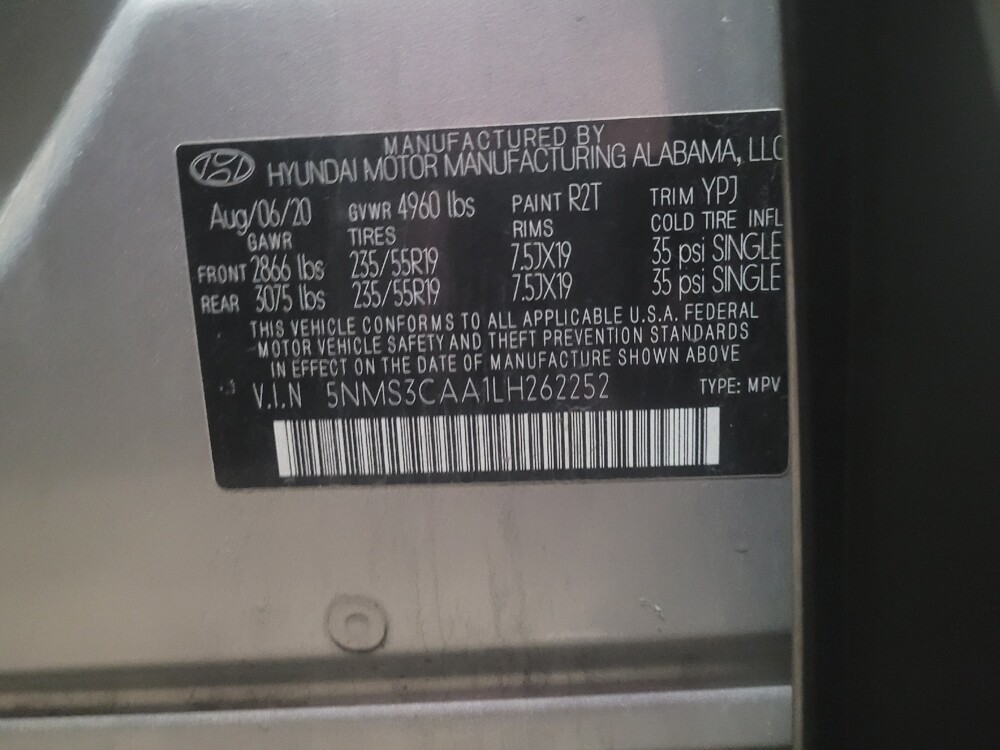 MANUFACTURED BY
HYUNDAI MOTOR MANUFACTURING ALABAMA, LLC
Aug/06/20 GVWR 4960 lbs PAINT R2T TRIM YPJ
GAWR TIRES RIMS COLD TIRE INFL
FRONT 2866 lbs 235/55R19 7.5JX19 35 psi SINGLE
REAR 3075 lbs 235/55R19 7.5JX19 35 psi SINGLE
THIS VEHICLE CONFORMS TO ALL APPLICABLE U.S.A. FEDERAL
MOTOR VEHICLE SAFETY AND THEFT PREVENTION STANDARDS
IN EFFECT ON THE DATE OF MANUFACTURE SHOWN ABOVE
V.I.N 5NMS3CAA1LH262252 TYPE: MPV